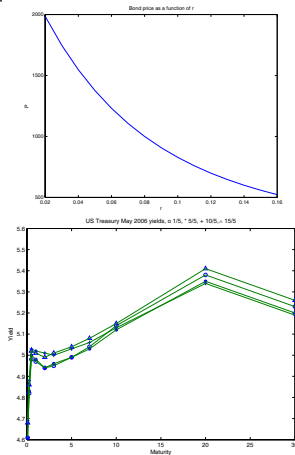 Bond price as a function of r
2000
1500
P
1000
500
0.02 0.04 0.06 0.08 0.1 0.12 0.14 0.16
r
US Treasury May 2006 yields, o 1/5, * 5/5, + 10/5, ^ 15/5
5.6
5.5
5.4
5.3
5.2
5.1
Yield
5
4.9
4.8
4.7
4.6
0 5 10 15 20 25 30
Maturity